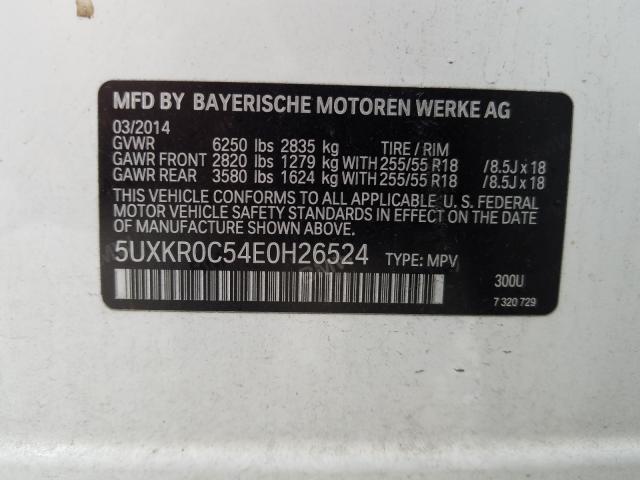 MFD BY BAYERISCHE MOTOREN WERKE AG
03/2014
GVWR 6250 lbs 2835 kg TIRE / RIM
GAWR FRONT 2820 lbs 1279 kg WITH 255/55 R18 /8.5J x 18
GAWR REAR 3580 lbs 1624 kg WITH 255/55 R18 /8.5J x 18
THIS VEHICLE CONFORMS TO ALL APPLICABLE U. S. FEDERAL
MOTOR VEHICLE SAFETY STANDARDS IN EFFECT ON THE DATE
OF MANUFACTURE SHOWN ABOVE.
5UXKR0C54E0H26524 TYPE: MPV
300U
7 320 729